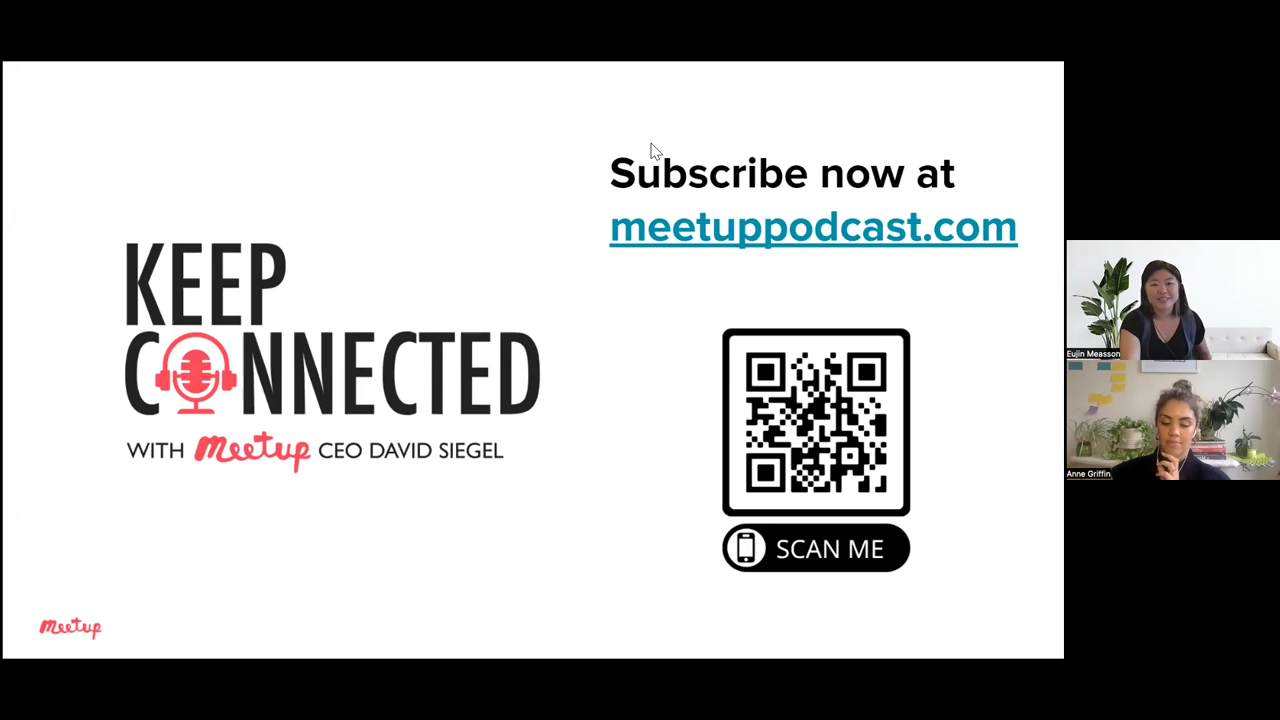 Subscribe now at
meetuppodcast.com
KEEP
CONNECTED
WITH meetup CEO DAVID SIEGEL
SCAN ME
meetup
Eujin Measson
Anne Griffin